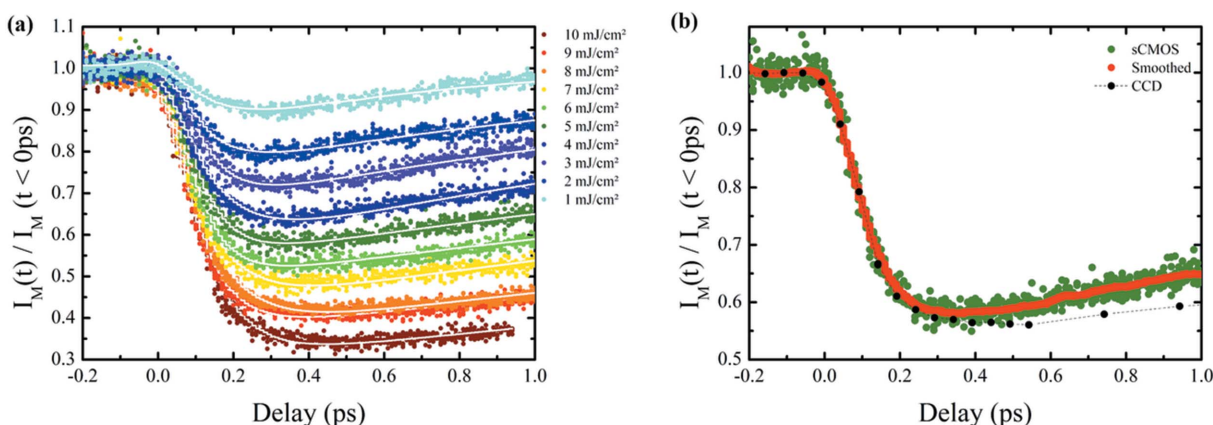 (a)
1.1
1.0
0.9
0.8
0.7
0.6
0.5
0.4
0.3
-0.2
0.0
0.2
0.4
0.6
0.8
1.0
I_M(t) / I_M (t < 0ps)
Delay (ps)
10 mJ/cm²
9 mJ/cm²
8 mJ/cm²
7 mJ/cm²
6 mJ/cm²
5 mJ/cm²
4 mJ/cm²
3 mJ/cm²
2 mJ/cm²
1 mJ/cm²
(b)
1.0
0.9
0.8
0.7
0.6
0.5
-0.2
0.0
0.2
0.4
0.6
0.8
1.0
I_M(t) / I_M (t < 0ps)
Delay (ps)
sCMOS
Smoothed
CCD